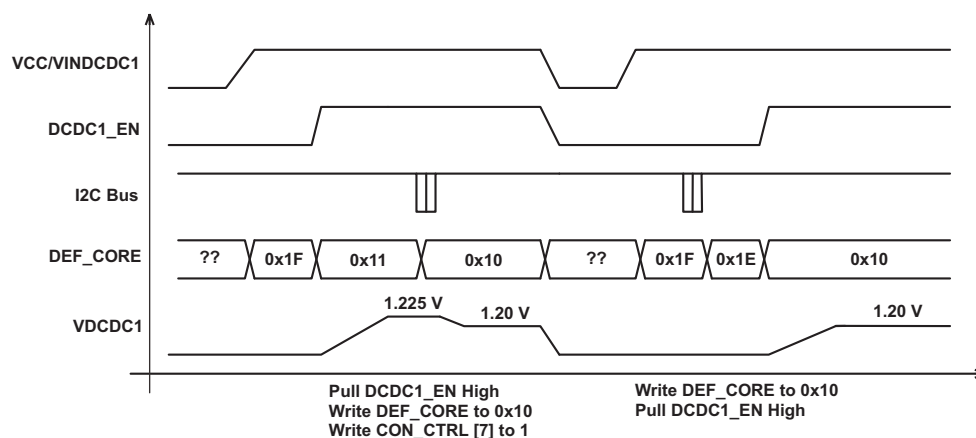 VCC/VINDCDC1
DCDC1_EN
I2C Bus
DEF_CORE
?? 0x1F 0x11 0x10 ?? 0x1F 0x1E 0x10
VDCDC1
1.225 V 1.20 V 1.20 V
Pull DCDC1_EN High
Write DEF_CORE to 0x10
Write CON_CTRL [7] to 1
Write DEF_CORE to 0x10
Pull DCDC1_EN High